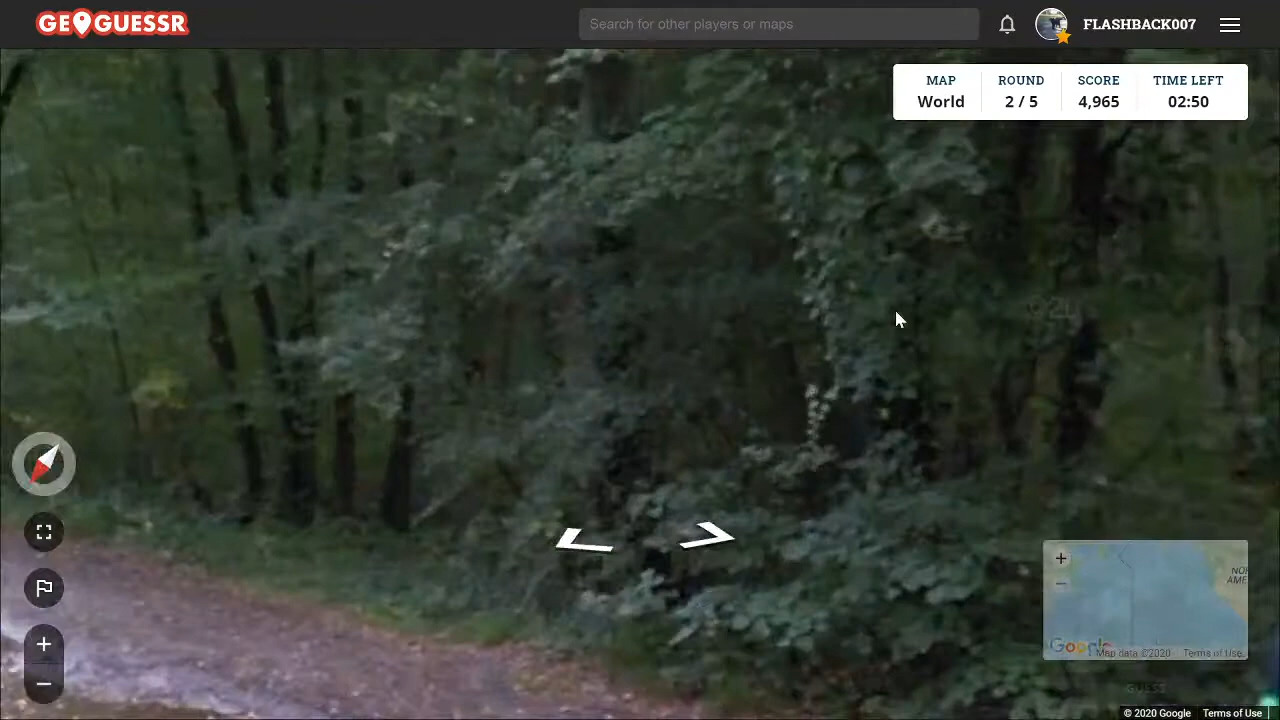 GEOGUESSR
Search for other players or maps
FLASHBACK007
MAP
World
ROUND
2 / 5
SCORE
4,965
TIME LEFT
02:50
+
−
+
−
Google
Map data ©2020
Terms of Use
GUESS
© 2020 Google
Terms of Use